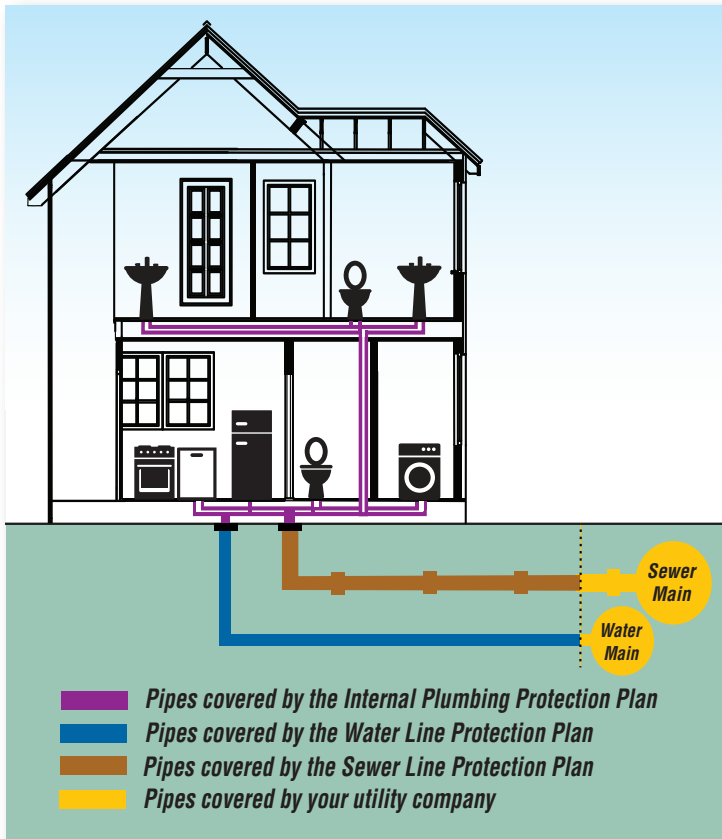 Sewer
Main
Water
Main
Pipes covered by the Internal Plumbing Protection Plan
Pipes covered by the Water Line Protection Plan
Pipes covered by the Sewer Line Protection Plan
Pipes covered by your utility company